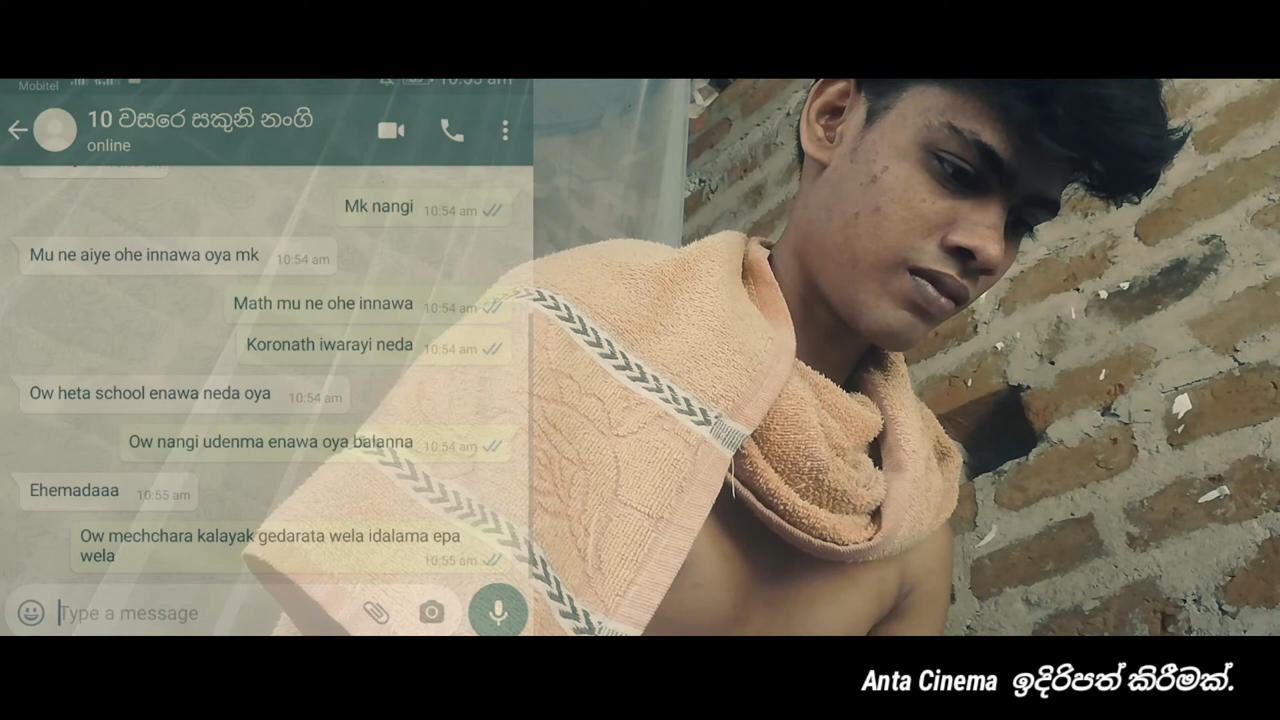 Mobitel
10 වසරෙ සකුනි නංගි
online
Mk nangi 10:54 am
Mu ne aiye ohe innawa oya mk 10:54 am
Math mu ne ohe innawa 10:54 am
Koronath iwarayi neda 10:54 am
Ow heta school enawa neda oya 10:54 am
Ow nangi udenma enawa oya balanna 10:54 am
Ehemadaaa 10:55 am
Ow mechchara kalayak gedarata wela idalama epa
wela 10:55 am
Type a message
Anta Cinema ඉදිරිපත් කිරීමක්.